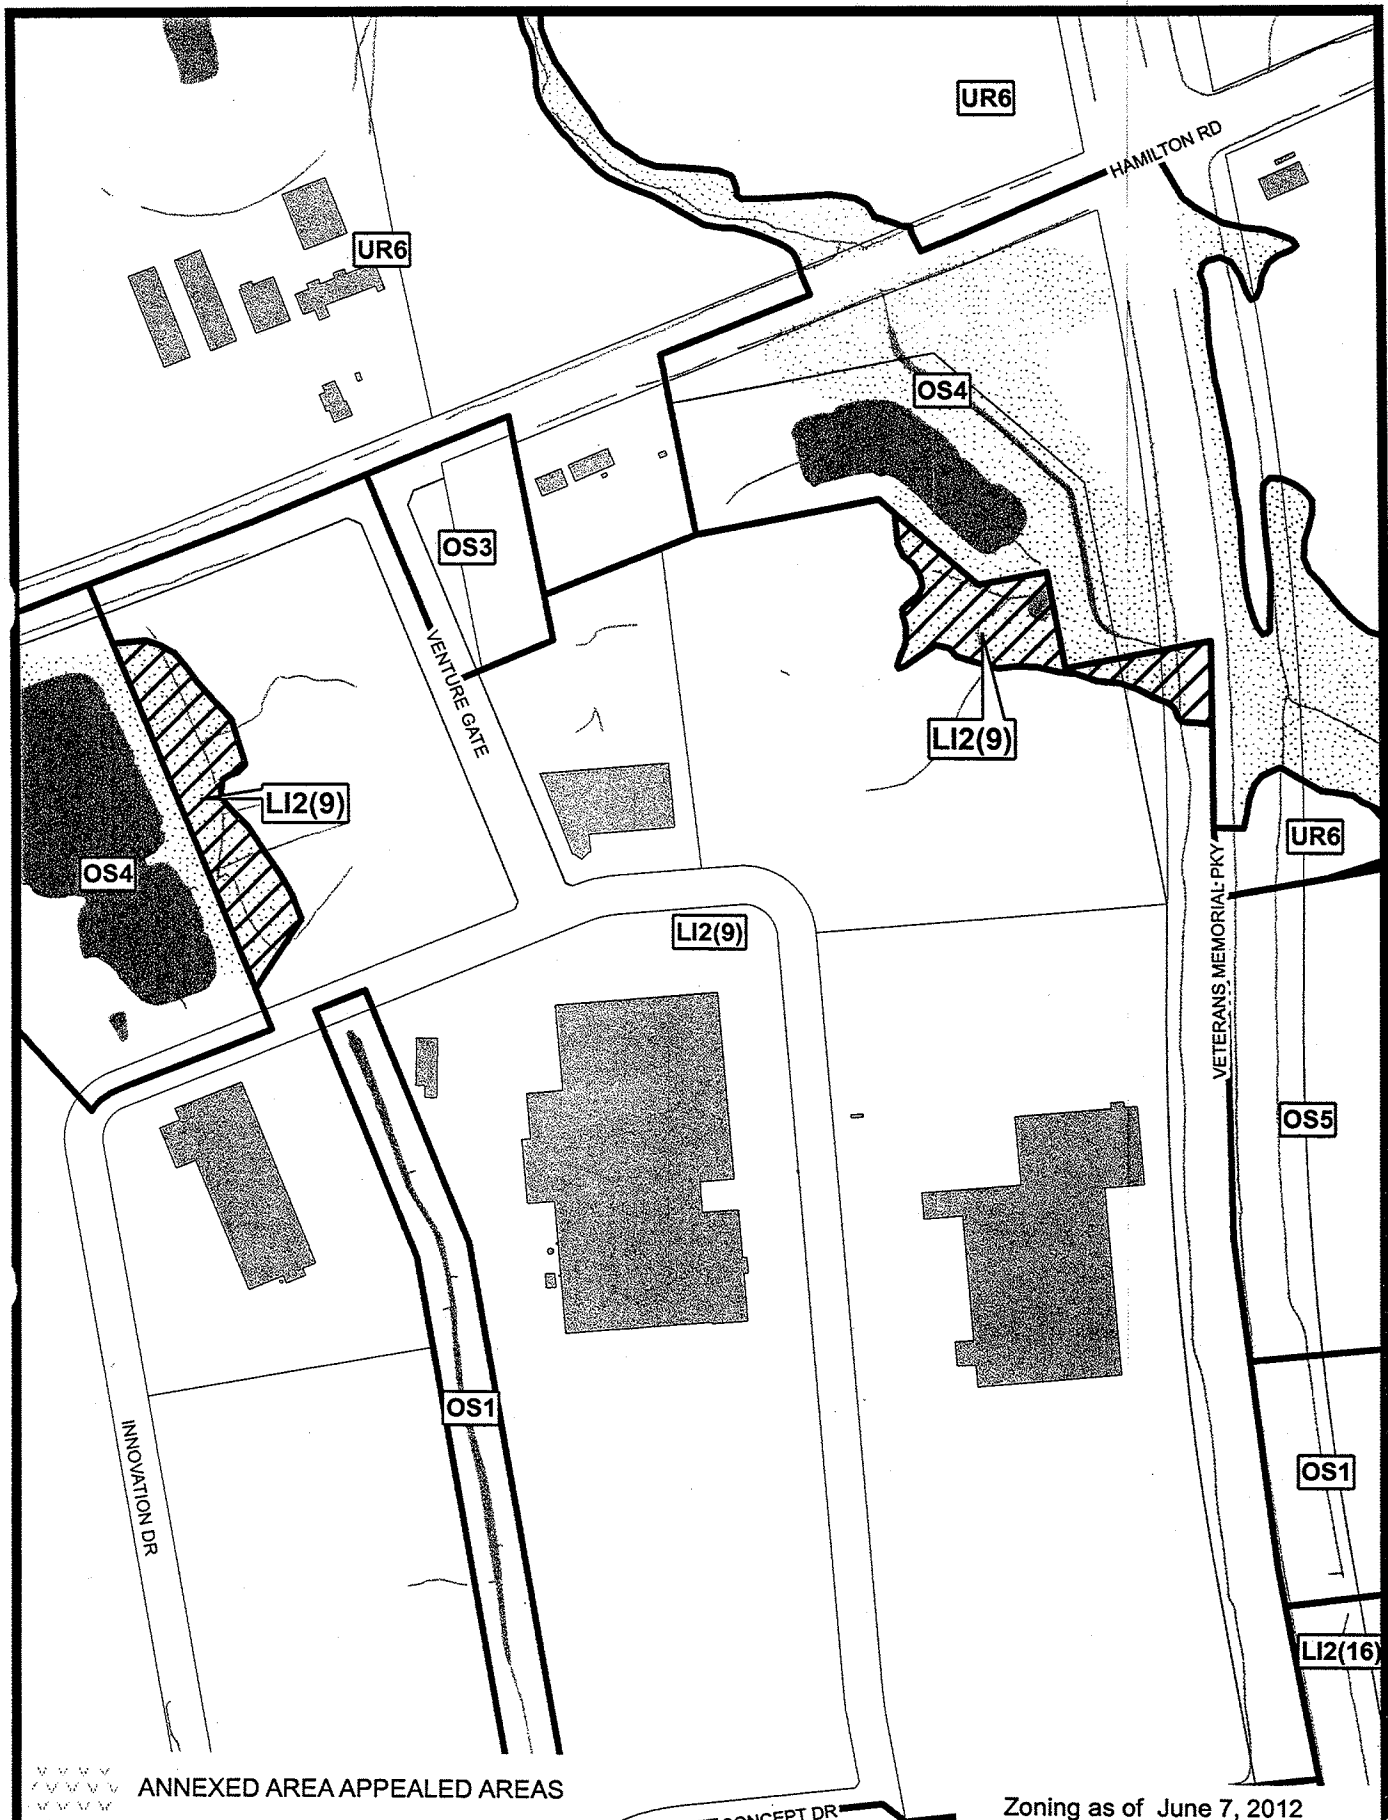 UR6
HAMILTON RD
UR6
OS4
OS3
VENTURE GATE
LI2(9)
LI2(9)
OS4
UR6
LI2(9)
VETERANS MEMORIAL PKY
OS5
OS1
INNOVATION DR
OS1
LI2(16)
ANNEXED AREA APPEALED AREAS
CONCEPT DR
Zoning as of June 7, 2012